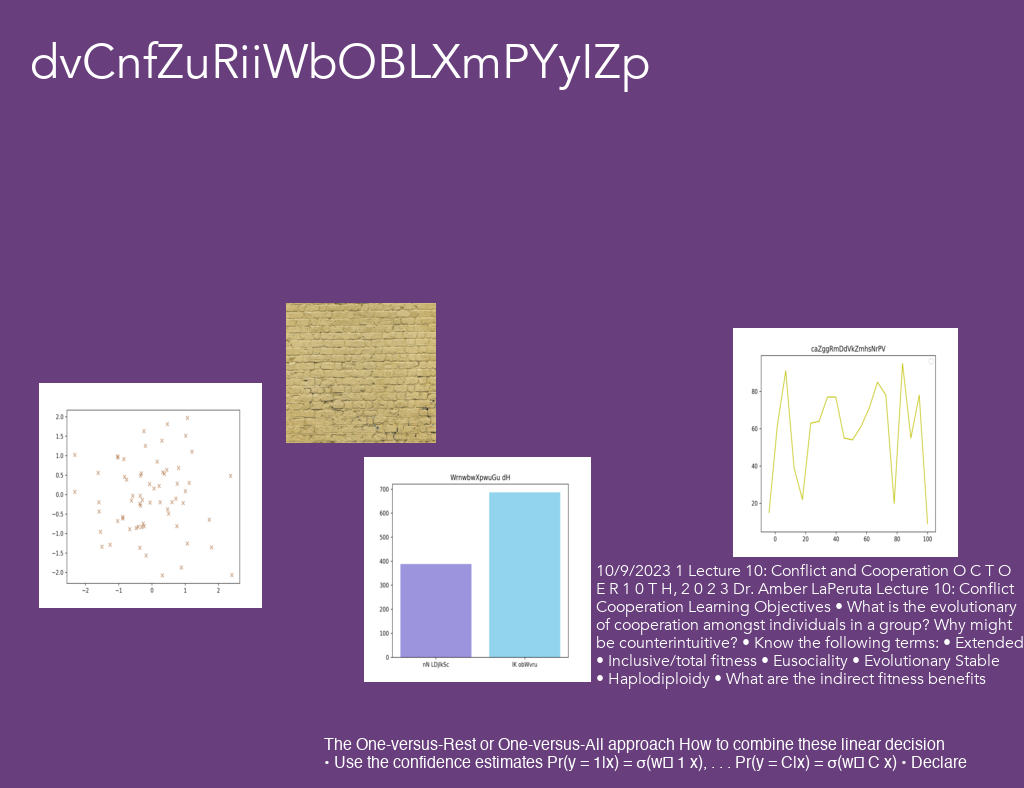 dvCnfZuRiiWbOBLXmPYyIZp
caZggRmDdVkZmhsNrPV
80
60
40
20
0 20 40 60 80 100
2.0
1.5
1.0
0.5
0.0
−0.5
−1.0
−1.5
−2.0
−2 −1 0 1 2
WrnwbwXpwuGu dH
700
600
500
400
300
200
100
0
10/9/2023 1 Lecture 10: Conflict and Cooperation O C T O
E R 1 0 T H, 2 0 2 3 Dr. Amber LaPeruta Lecture 10: Conflict
Cooperation Learning Objectives • What is the evolutionary
of cooperation amongst individuals in a group? Why might
be counterintuitive? • Know the following terms: • Extended
• Inclusive/total fitness • Eusociality • Evolutionary Stable
• Haplodiploidy • What are the indirect fitness benefits
The One-versus-Rest or One-versus-All approach How to combine these linear decision
• Use the confidence estimates Pr(y = 1|x) = σ(w 1 x), . . . Pr(y = C|x) = σ(w C x) • Declare